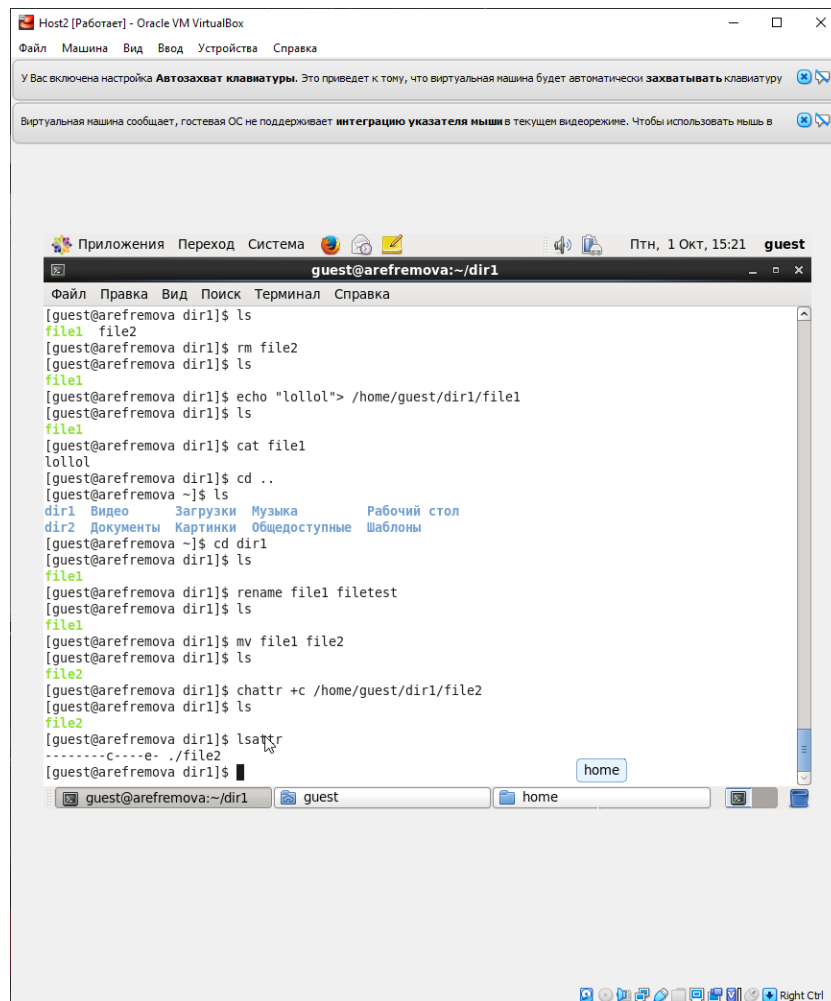 Host2 [Работает] - Oracle VM VirtualBox
Файл Машина Вид Ввод Устройства Справка
У Вас включена настройка Автозахват клавиатуры. Это приведет к тому, что виртуальная машина будет автоматически захватывать клавиатуру
Виртуальная машина сообщает, гостевая ОС не поддерживает интеграцию указателя мыши в текущем видеорежиме. Чтобы использовать мышь в
Приложения Переход Система Птн, 1 Окт, 15:21 guest
guest@arefremova:~/dir1
Файл Правка Вид Поиск Терминал Справка
[guest@arefremova dir1]$ ls
file1 file2
[guest@arefremova dir1]$ rm file2
[guest@arefremova dir1]$ ls
file1
[guest@arefremova dir1]$ echo "lollol"> /home/guest/dir1/file1
[guest@arefremova dir1]$ ls
file1
[guest@arefremova dir1]$ cat file1
lollol
[guest@arefremova dir1]$ cd ..
[guest@arefremova ~]$ ls
dir1 Видео Загрузки Музыка Рабочий стол
dir2 Документы Картинки Общедоступные Шаблоны
[guest@arefremova ~]$ cd dir1
[guest@arefremova dir1]$ ls
file1
[guest@arefremova dir1]$ rename file1 filetest
[guest@arefremova dir1]$ ls
file1
[guest@arefremova dir1]$ mv file1 file2
[guest@arefremova dir1]$ ls
file2
[guest@arefremova dir1]$ chattr +c /home/guest/dir1/file2
[guest@arefremova dir1]$ ls
file2
[guest@arefremova dir1]$ lsattr
--------c----e- ./file2
[guest@arefremova dir1]$
home
guest@arefremova:~/dir1 guest home
Right Ctrl